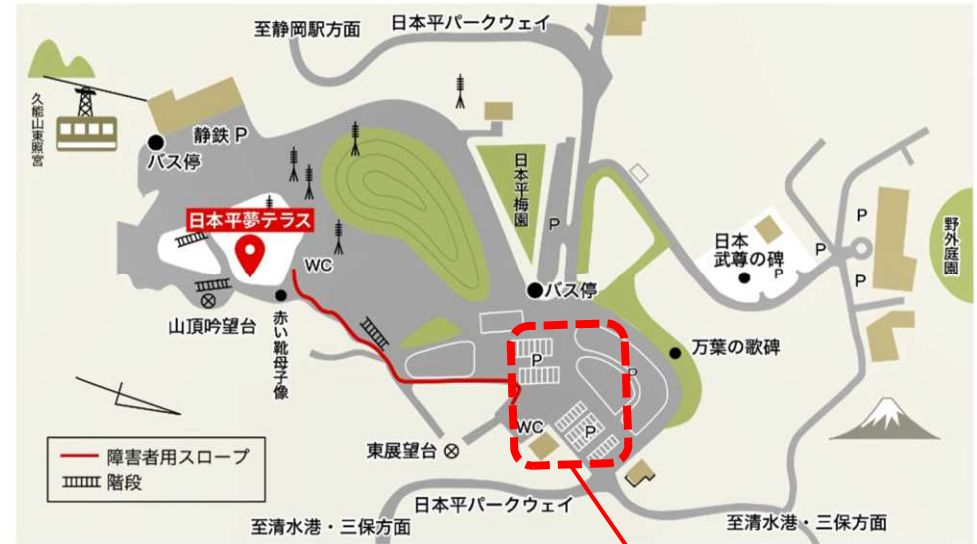 至静岡駅方面
日本平パークウェイ
久能山東照宮
静鉄 P
バス停
日本平梅園
P
日本平夢テラス
WC
P
P
P
日本
武尊の碑
P
P
野外庭園
バス停
山頂吟望台
赤い靴母子像
万葉の歌碑
P
P
WC
P
東展望台
障害者用スロープ
階段
日本平パークウェイ
至清水港・三保方面
至清水港・三保方面